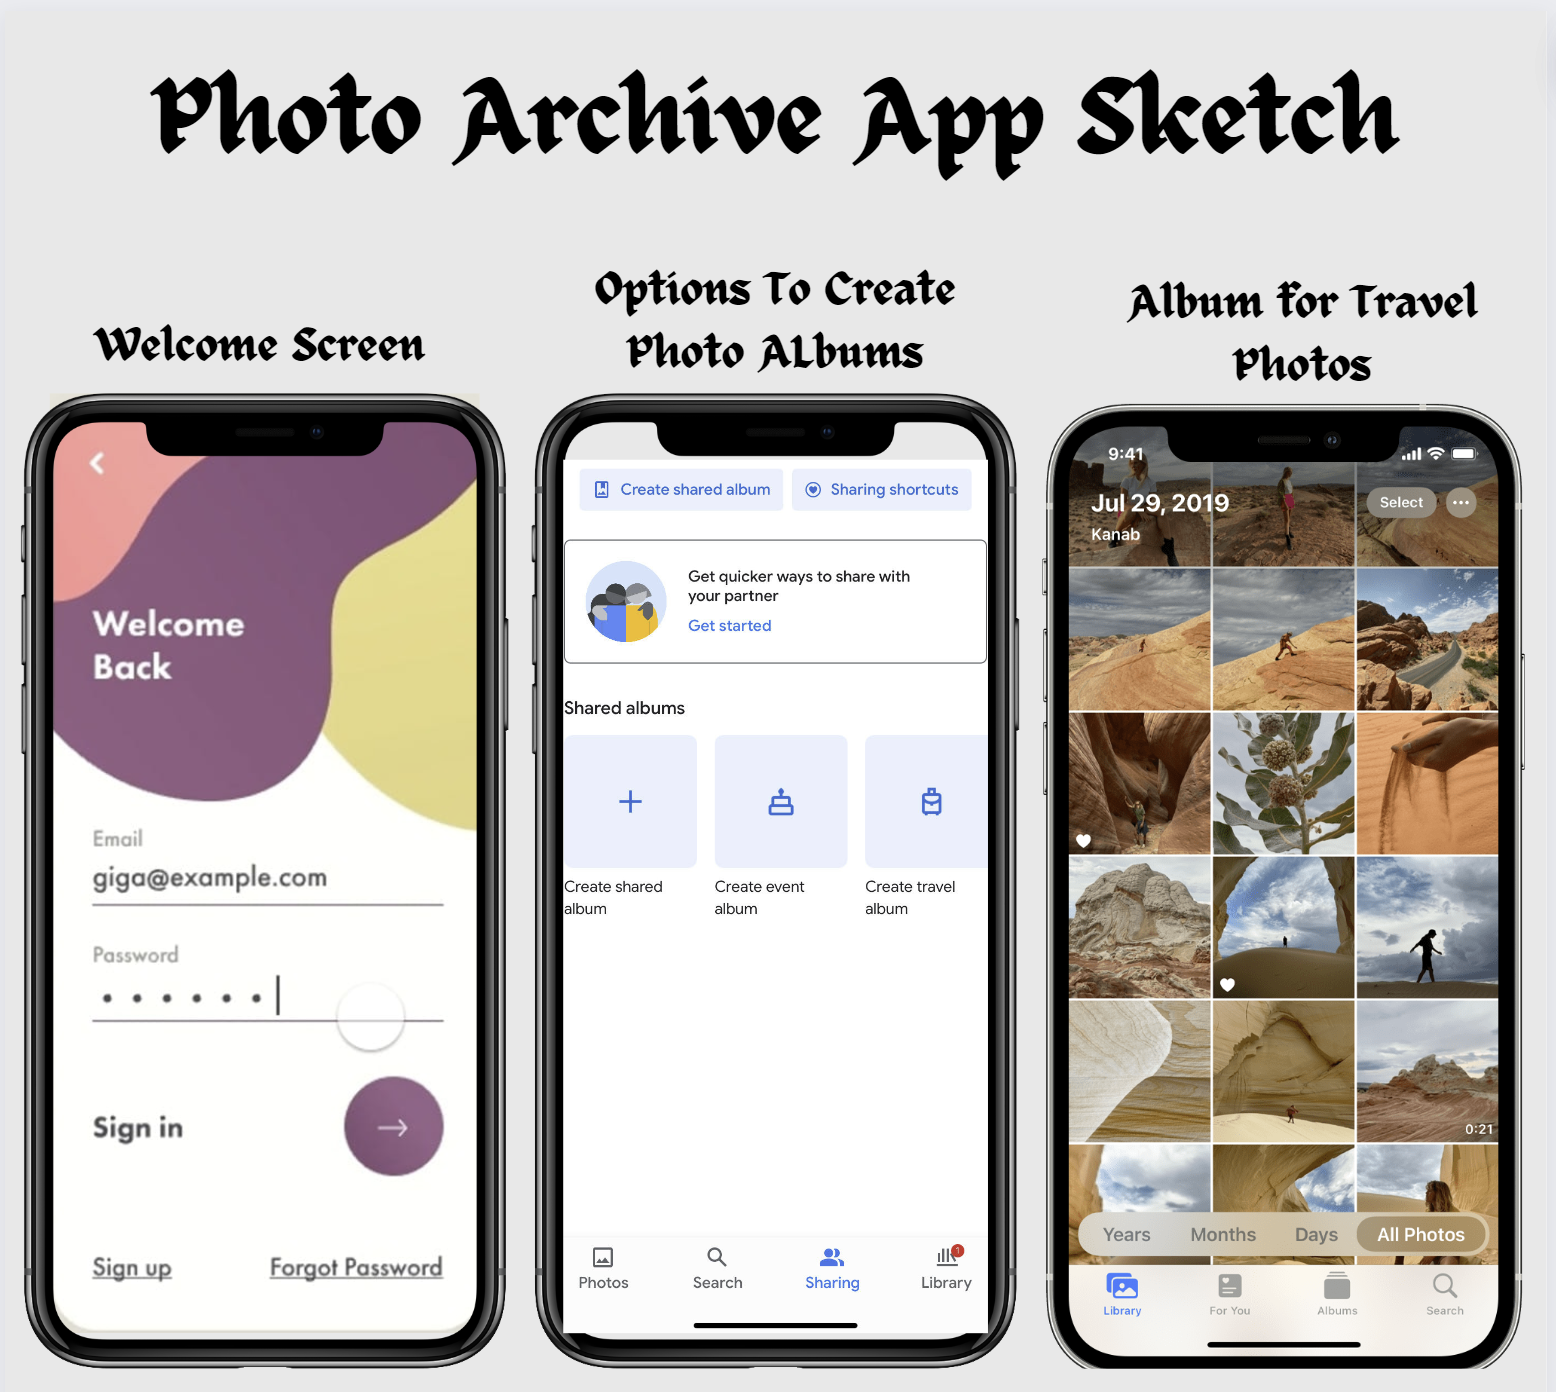 Photo Archive App Sketch
Welcome Screen
Options To Create
Photo ALbums
Album for Travel
Photos
Welcome
Back
Email
giga@example.com
Password
Sign in
Sign up
Forgot Password
Create shared album
Sharing shortcuts
Get quicker ways to share with
your partner
Get started
Shared albums
Create shared
album
Create event
album
Create travel
album
Photos
Search
Sharing
1
Library
9:41
Jul 29, 2019
Select
Kanab
0:21
Years
Months
Days
All Photos
Library
For You
Albums
Search